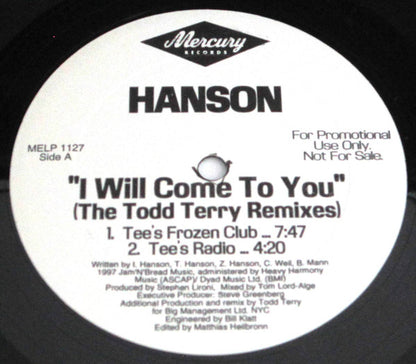 Mercury
RECORDS
HANSON
MELP 1127
Side A
For Promotional
Use Only.
Not For Sale.
"I Will Come To You"
(The Todd Terry Remixes)
1. Tee's Frozen Club ... 7:47
2. Tee's Radio ... 4:20
Written by I. Hanson, T. Hanson, Z. Hanson, C. Weil, B. Mann
1997 Jam'N'Bread Music, administered by Heavy Harmony
Music (ASCAP)/ Dyad Music Ltd. (BMI)
Produced by Stephen Lironi, Mixed by Tom Lord-Alge
Executive Producer: Steve Greenberg
Additional Production and remix by Todd Terry
for Big Management Ltd. NYC
Engineered by Bill Klatt
Edited by Matthias Heilbronn